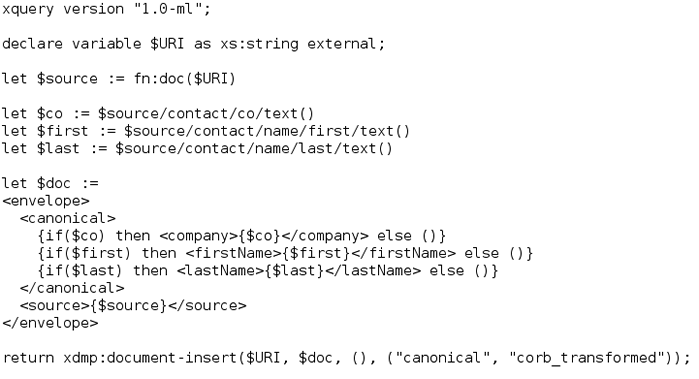 xquery version "1.0-ml";

declare variable $URI as xs:string external;

let $source := fn:doc($URI)

let $co := $source/contact/co/text()
let $first := $source/contact/name/first/text()
let $last := $source/contact/name/last/text()

let $doc :=
<envelope>
  <canonical>
    {if($co) then <company>{$co}</company> else ()}
    {if($first) then <firstName>{$first}</firstName> else ()}
    {if($last) then <lastName>{$last}</lastName> else ()}
  </canonical>
  <source>{$source}</source>
</envelope>

return xdmp:document-insert($URI, $doc, (), ("canonical", "corb_transformed"));